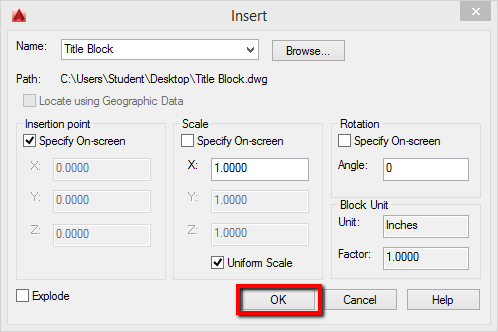 Insert
Name: Title Block Browse...
Path: C:\Users\Student\Desktop\Title Block.dwg
Locate using Geographic Data
Insertion point
Specify On-screen
X: 0.0000
Y: 0.0000
Z: 0.0000
Scale
Specify On-screen
X: 1.0000
Y: 1.0000
Z: 1.0000
Uniform Scale
Rotation
Specify On-screen
Angle: 0
Block Unit
Unit: Inches
Factor: 1.0000
Explode
OK Cancel Help